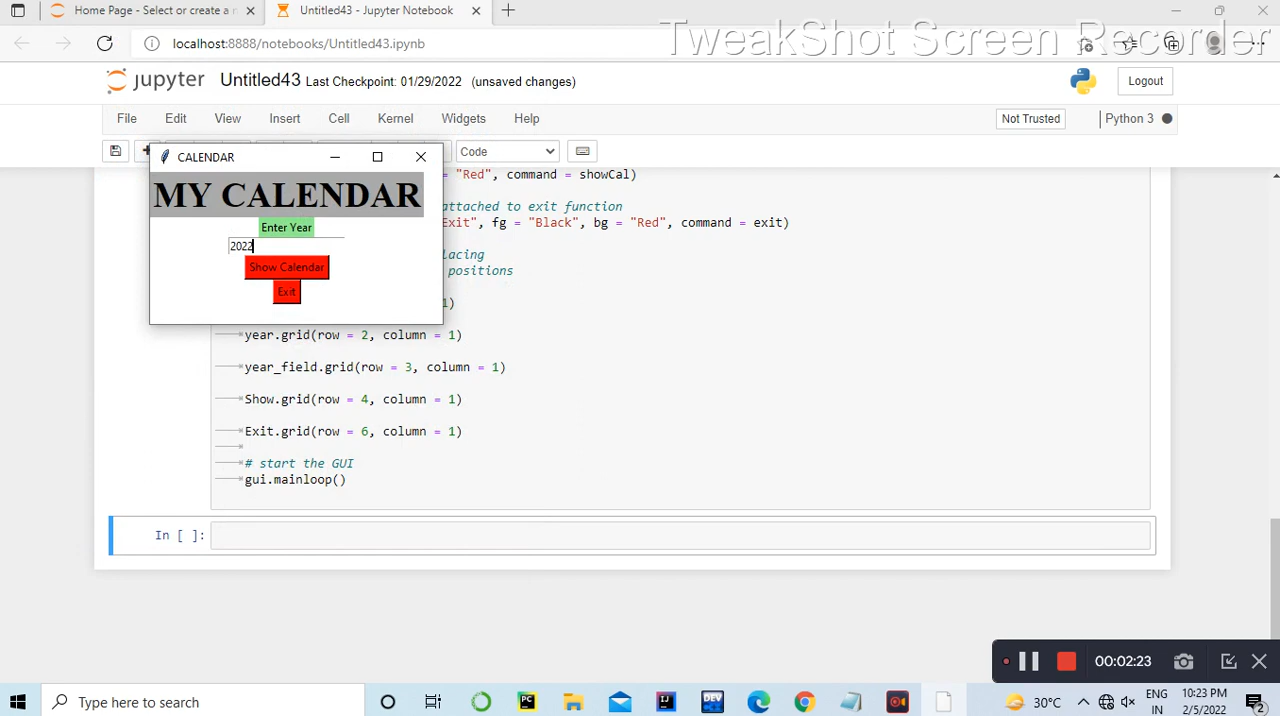 Home Page - Select or create a n
Untitled43 - Jupyter Notebook
TweakShot Screen Recorder
localhost:8888/notebooks/Untitled43.ipynb
jupyter Untitled43 Last Checkpoint: 01/29/2022 (unsaved changes)
Logout
File Edit View Insert Cell Kernel Widgets Help
Not Trusted
Python 3
Code
CALENDAR
MY CALENDAR
Enter Year
2022
Show Calendar
Exit
= "Red", command = showCal)
attached to exit function
Exit", fg = "Black", bg = "Red", command = exit)
lacing
positions
1)
year.grid(row = 2, column = 1)
year_field.grid(row = 3, column = 1)
Show.grid(row = 4, column = 1)
Exit.grid(row = 6, column = 1)
# start the GUI
gui.mainloop()
In [ ]:
00:02:23
Type here to search
PC
IJ
DEV
30°C
ENG
IN
10:23 PM
2/5/2022
2